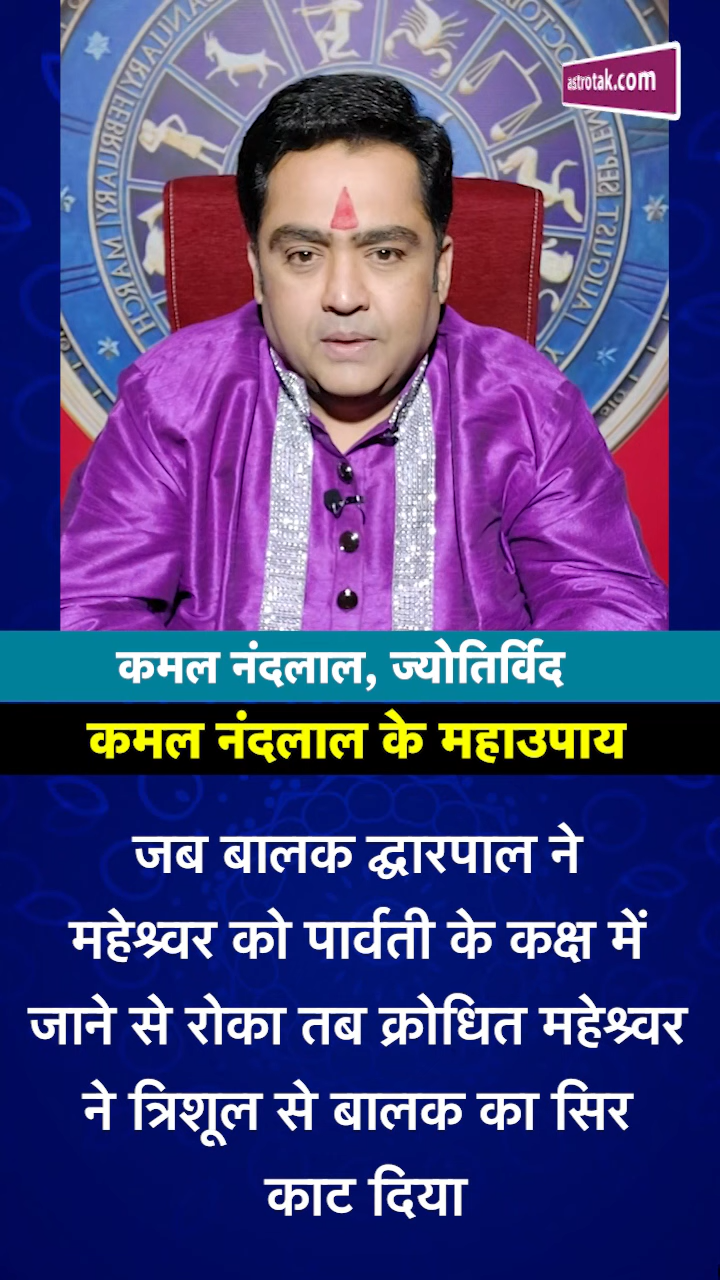 astrotak.com
कमल नंदलाल, ज्योतिर्विद
कमल नंदलाल के महाउपाय
जब बालक द्वारपाल ने
महेश्वर को पार्वती के कक्ष में
जाने से रोका तब क्रोधित महेश्वर
ने त्रिशूल से बालक का सिर
काट दिया